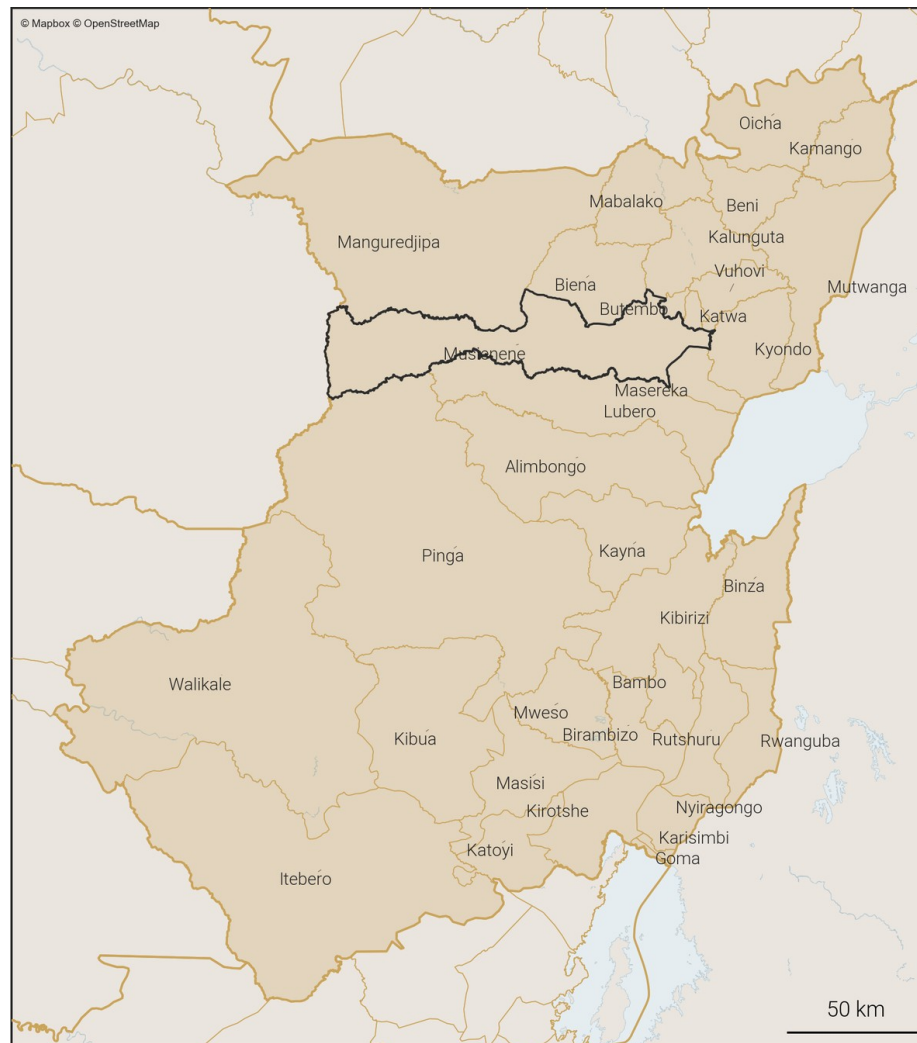 © Mapbox © OpenStreetMap
Oicha
Kamango
Mabalako
Beni
Manguredjipa
Kalunguta
Vuhovi
Biena
Mutwanga
Butembo
Katwa
Musienene
Kyondo
Masereka
Lubero
Alimbongo
Pinga
Kayna
Binza
Kibirizi
Walikale
Bambo
Mweso
Kibua
Birambizo
Rutshuru
Rwanguba
Masisi
Kirotshe
Nyiragongo
Karisimbi
Katoyi
Goma
Itebero
50 km